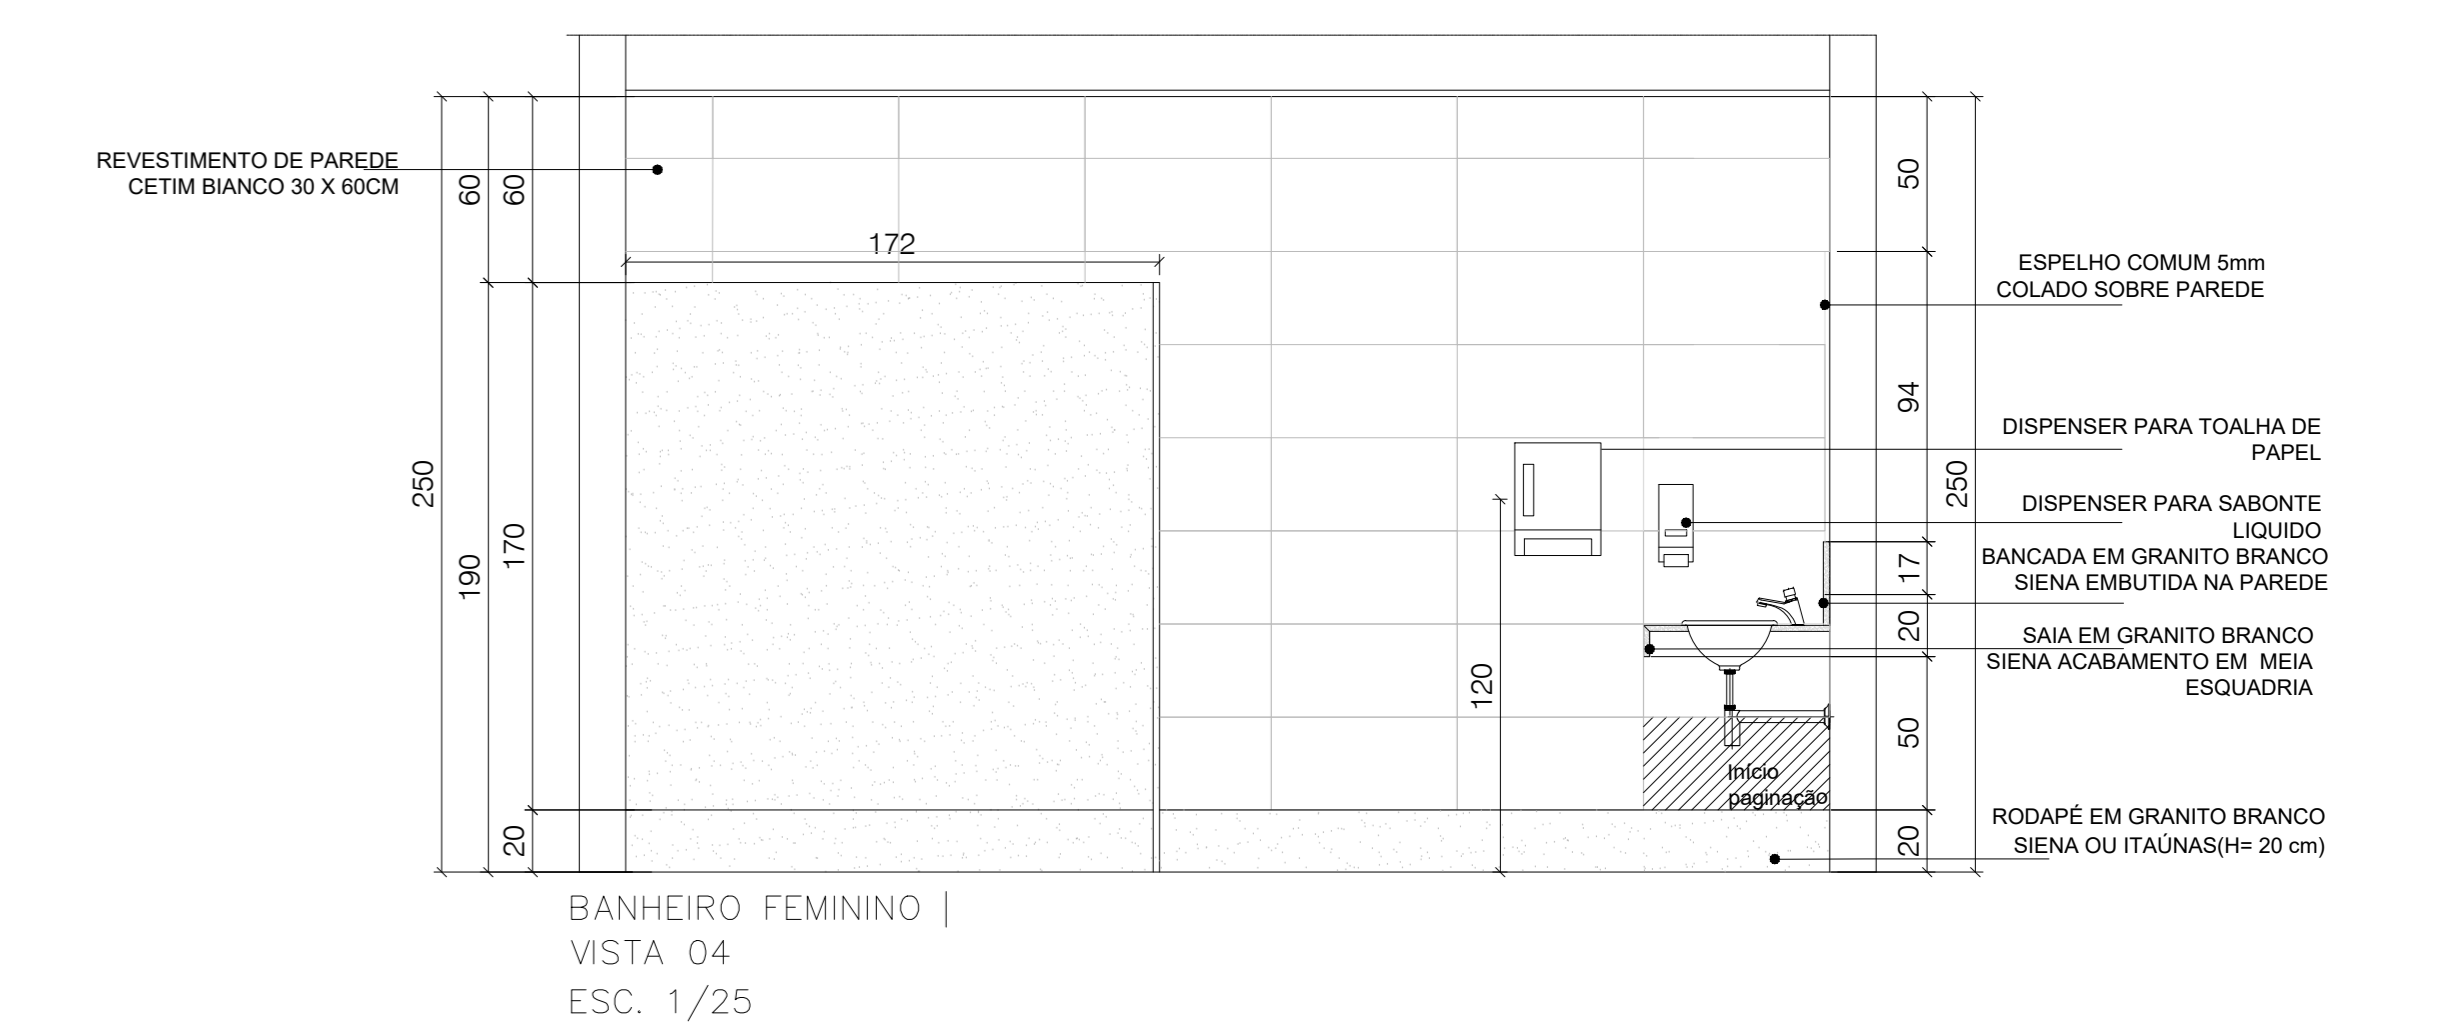 REVESTIMENTO DE PAREDE
CETIM BIANCO 30 X 60CM
250
190
60
60
170
20
172
120
50
94
17
20
50
20
250
ESPELHO COMUM 5mm
COLADO SOBRE PAREDE
DISPENSER PARA TOALHA DE
PAPEL
DISPENSER PARA SABONTE
LIQUIDO
BANCADA EM GRANITO BRANCO
SIENA EMBUTIDA NA PAREDE
SAIA EM GRANITO BRANCO
SIENA ACABAMENTO EM MEIA
ESQUADRIA
Início
paginação
RODAPÉ EM GRANITO BRANCO
SIENA OU ITAÚNAS(H= 20 cm)
BANHEIRO FEMININO |
VISTA 04
ESC. 1/25